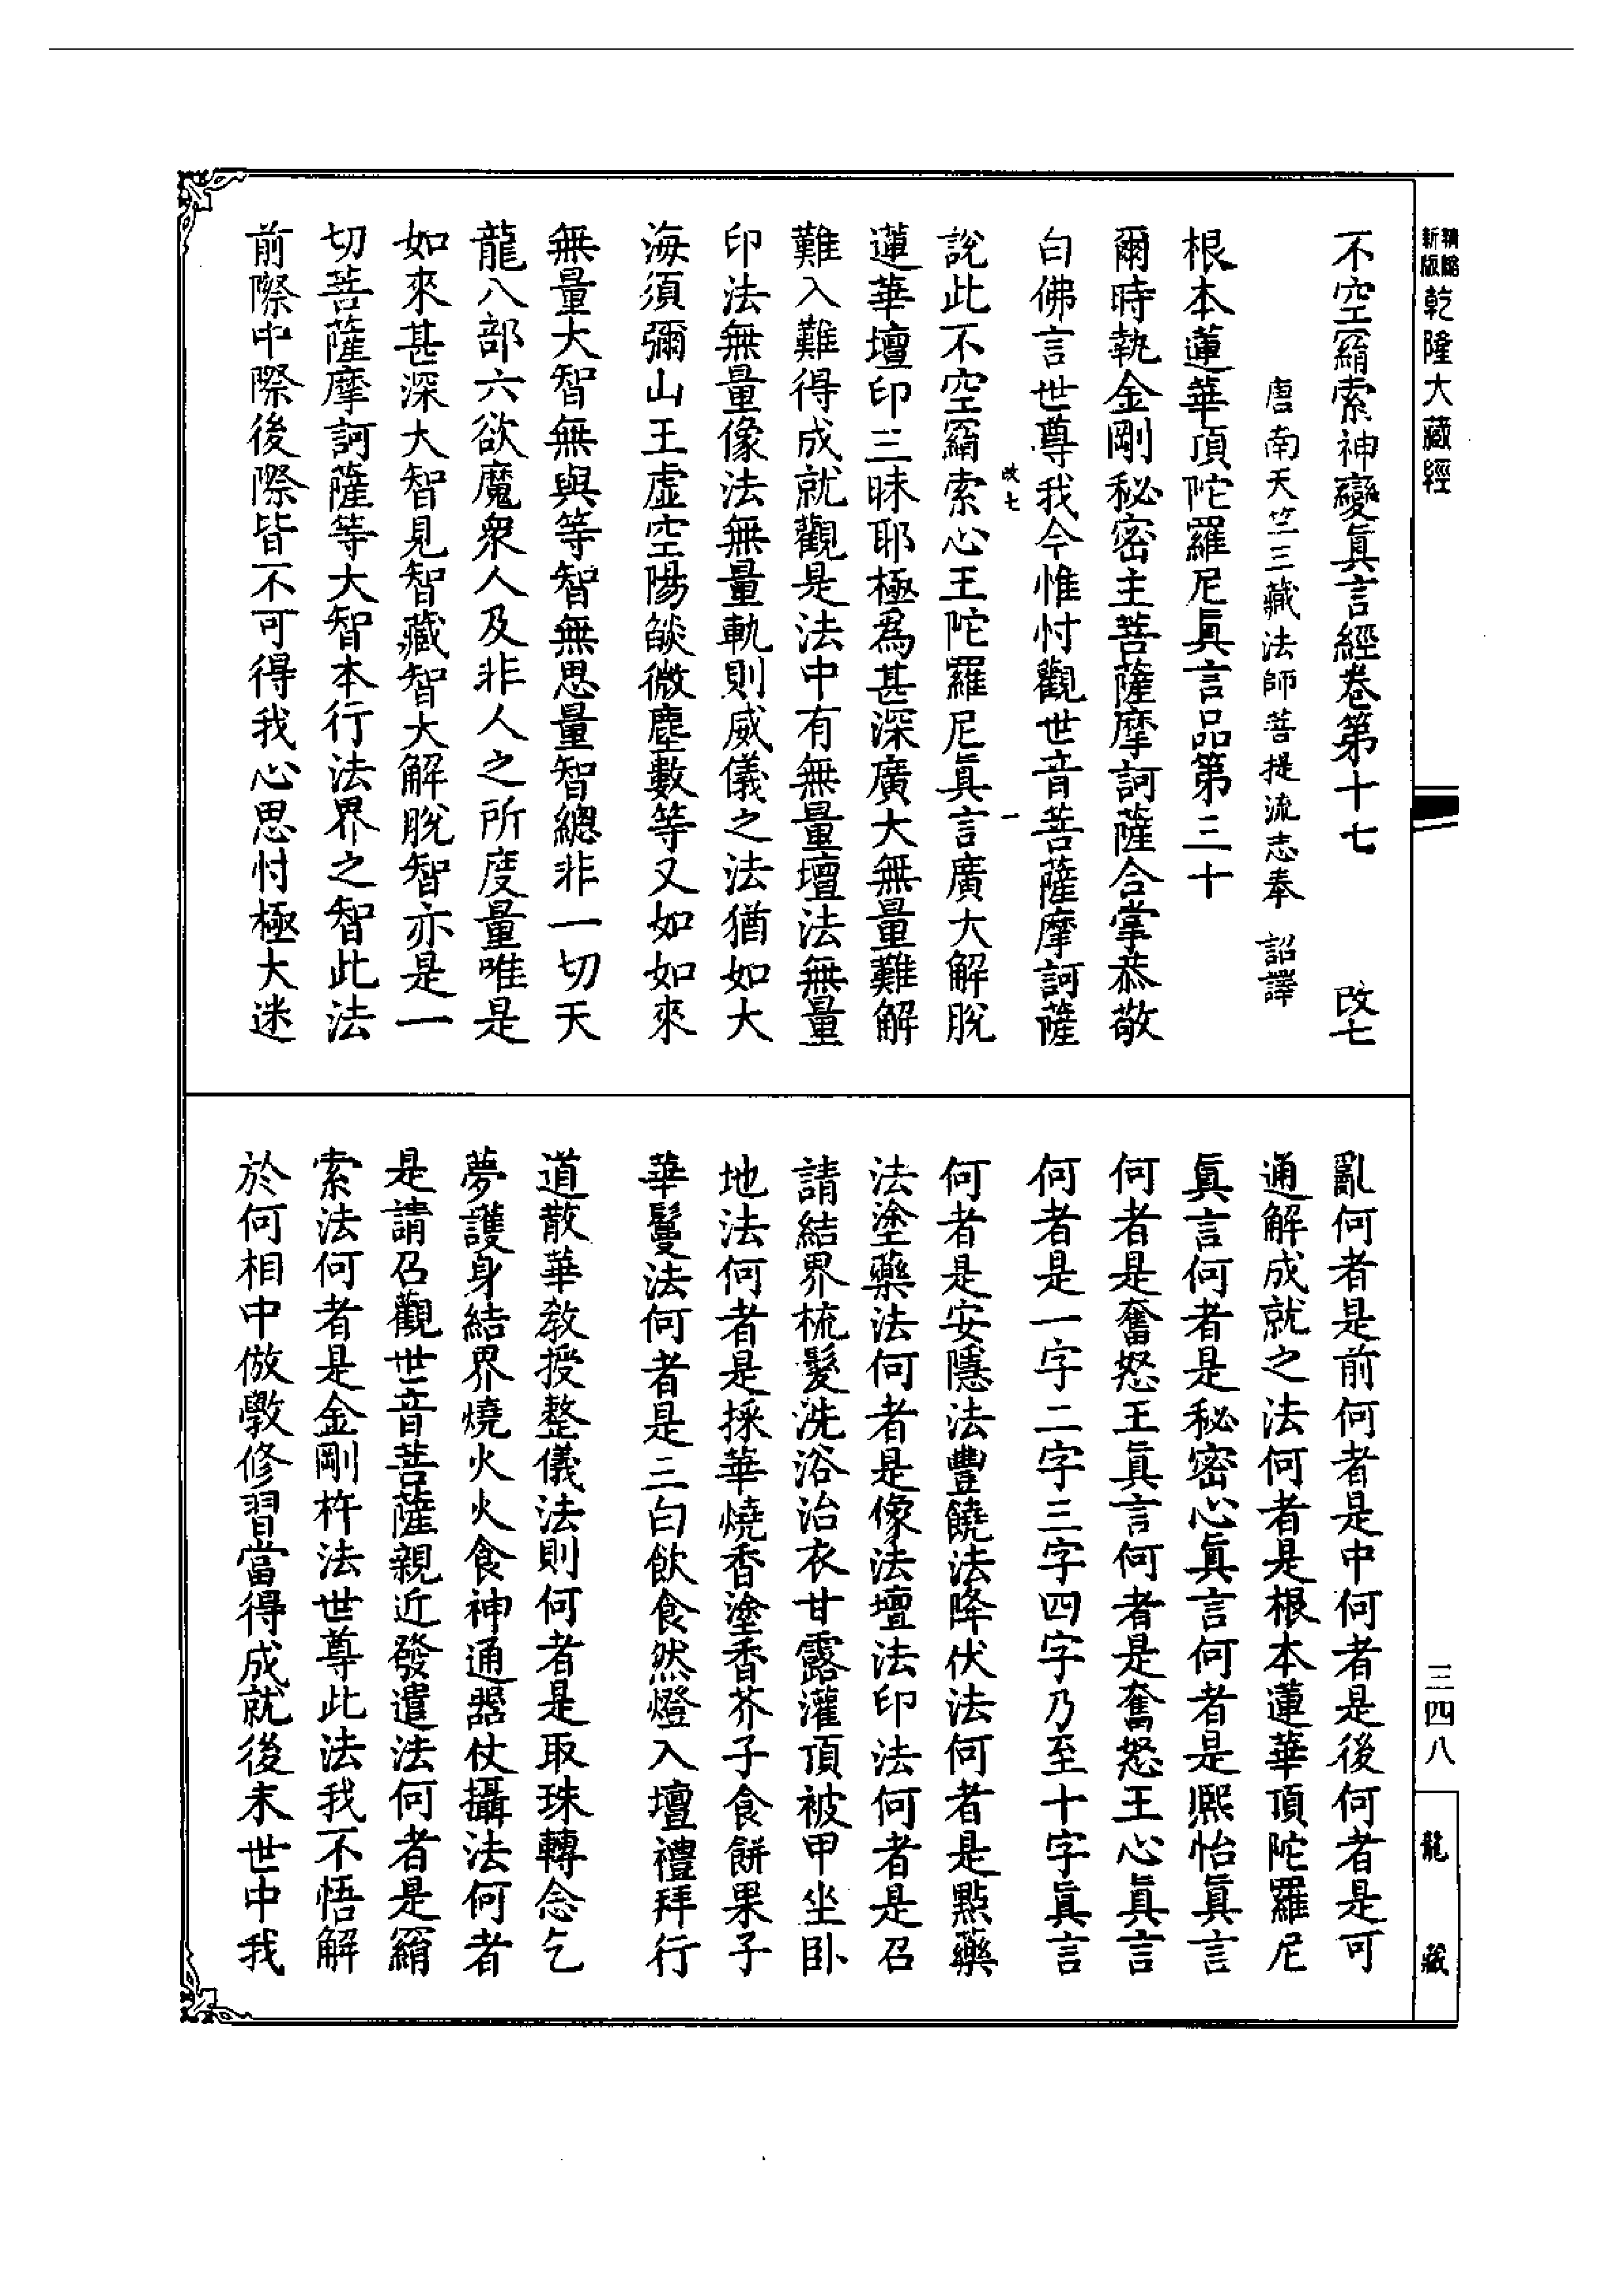 新版
精縮
乾隆大藏經
三四八
龍藏
不空羂索神變眞言經卷第十七 改七
唐南天竺三藏法師菩提流志奉 詔譯
根本蓮華頂陀羅尼眞言品第三十
爾時執金剛秘密主菩薩摩訶薩合掌恭敬
白佛言世尊我今惟忖觀世音菩薩摩訶薩
改七 一
說此不空羂索心王陀羅尼眞言廣大解脫
蓮華壇印三昧耶極爲甚深廣大無量難解
難入難得成就觀是法中有無量壇法無量
印法無量像法無量軌則威儀之法猶如大
海須彌山王虛空陽燄微塵數等又如如來
無量大智無與等智無思量智總非一切天
龍八部六欲魔衆人及非人之所度量唯是
如來甚深大智見智藏智大解脫智亦是一
切菩薩摩訶薩等大智本行法界之智此法
前際中際後際皆不可得我心思忖極大迷
亂何者是前何者是中何者是後何者是可
通解成就之法何者是根本蓮華頂陀羅尼
眞言何者是秘密心眞言何者是熙怡眞言
何者是奮怒王眞言何者是奮怒王心眞言
何者是一字二字三字四字乃至十字眞言
何者是安隱法豐饒法降伏法何者是點藥
法塗藥法何者是像法壇法印法何者是召
請結界梳髮洗浴治衣甘露灌頂被甲坐卧
地法何者是採華燒香塗香芥子食餅果子
華鬘法何者是三白飲食然燈入壇禮拜行
道散華教授整儀法則何者是取珠轉念乞
夢護身結界燒火火食神通器仗攝法何者
是請召觀世音菩薩親近發遣法何者是羂
索法何者是金剛杵法世尊此法我不悟解
於何相中倣斆修習當得成就後末世中我